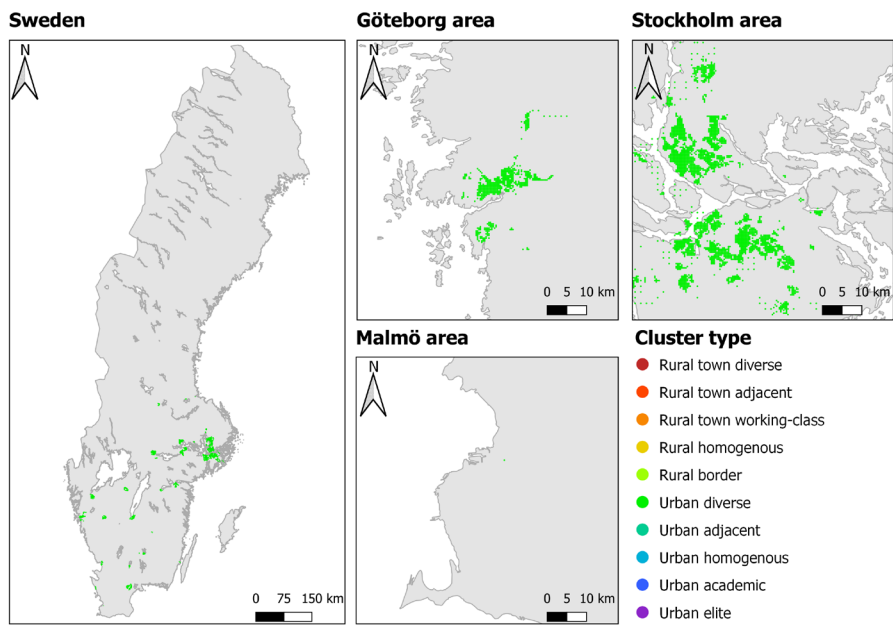 Sweden
N
0 75 150 km
Göteborg area
N
0 5 10 km
Stockholm area
N
0 5 10 km
Malmö area
N
0 5 10 km
Cluster type
Rural town diverse
Rural town adjacent
Rural town working-class
Rural homogenous
Rural border
Urban diverse
Urban adjacent
Urban homogenous
Urban academic
Urban elite